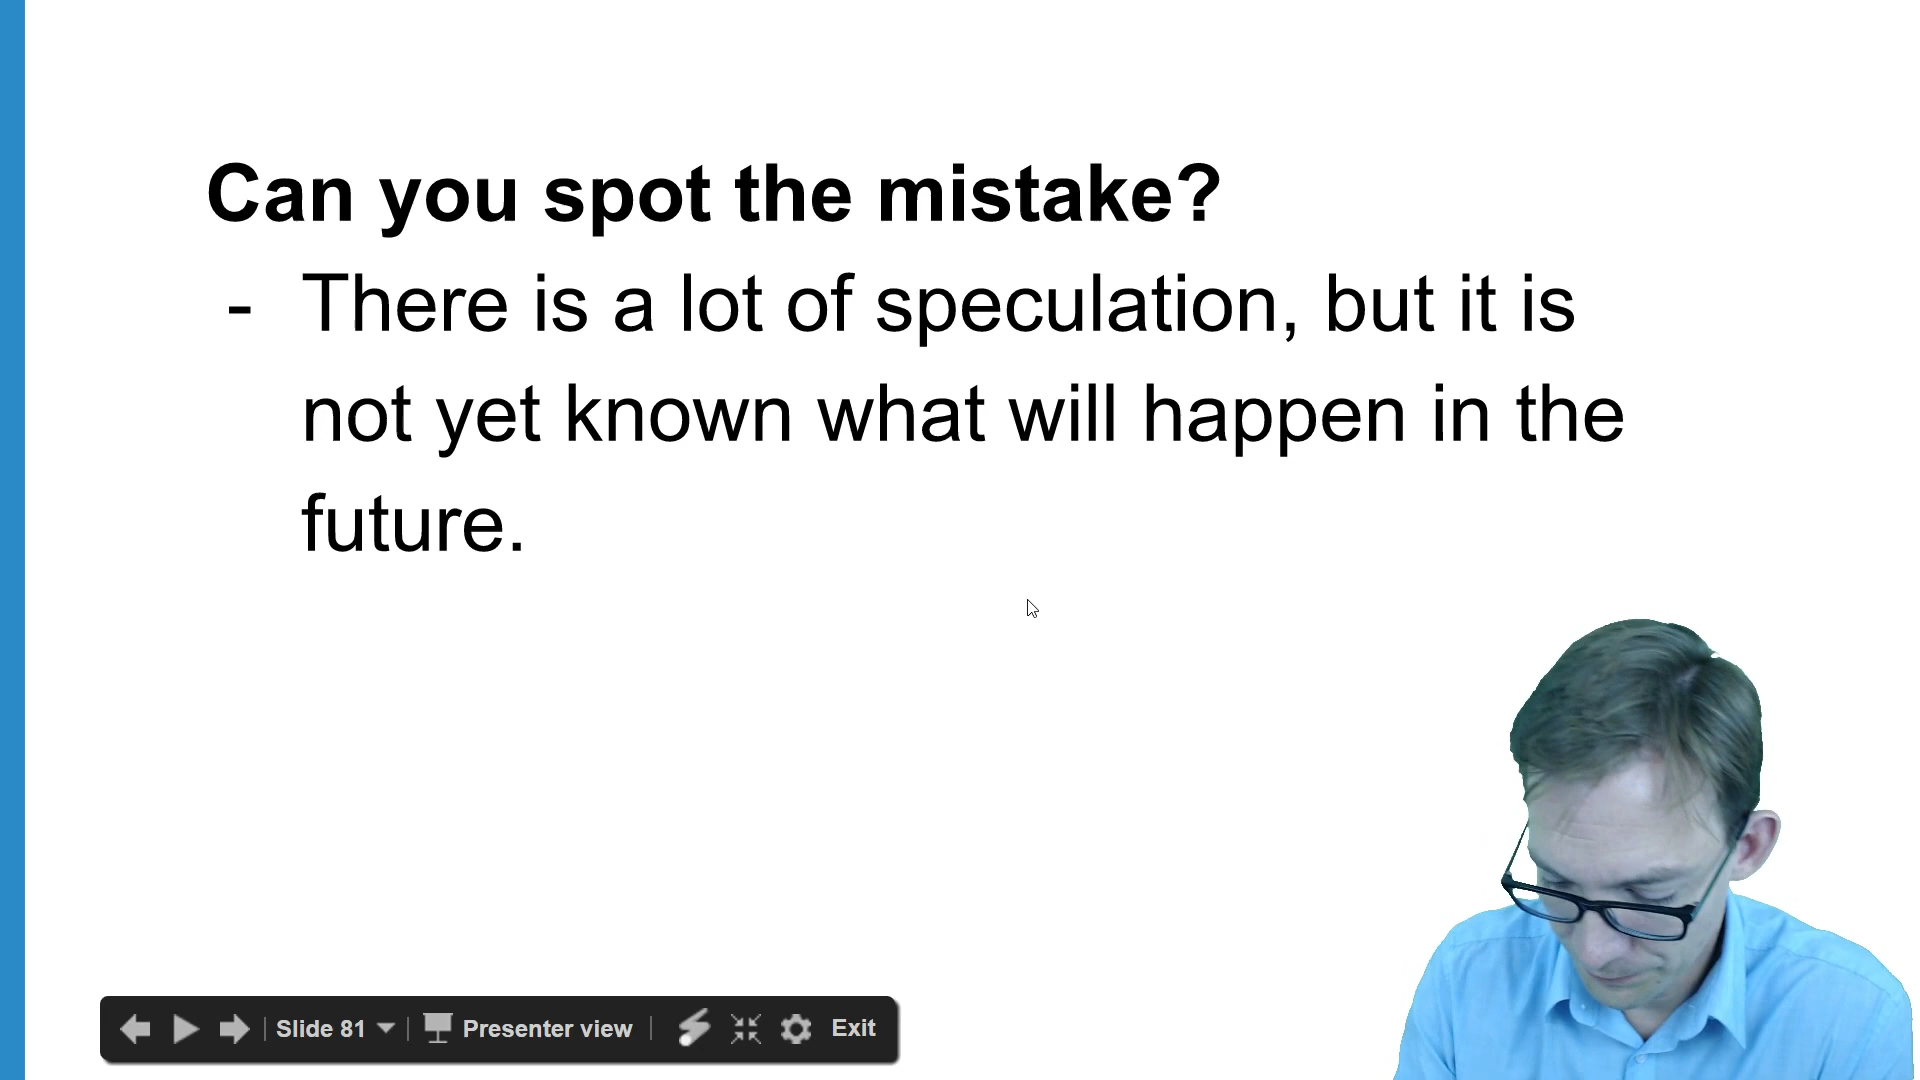 Can you spot the mistake?
- There is a lot of speculation, but it is
not yet known what will happen in the
future.
Slide 81
Presenter view
Exit